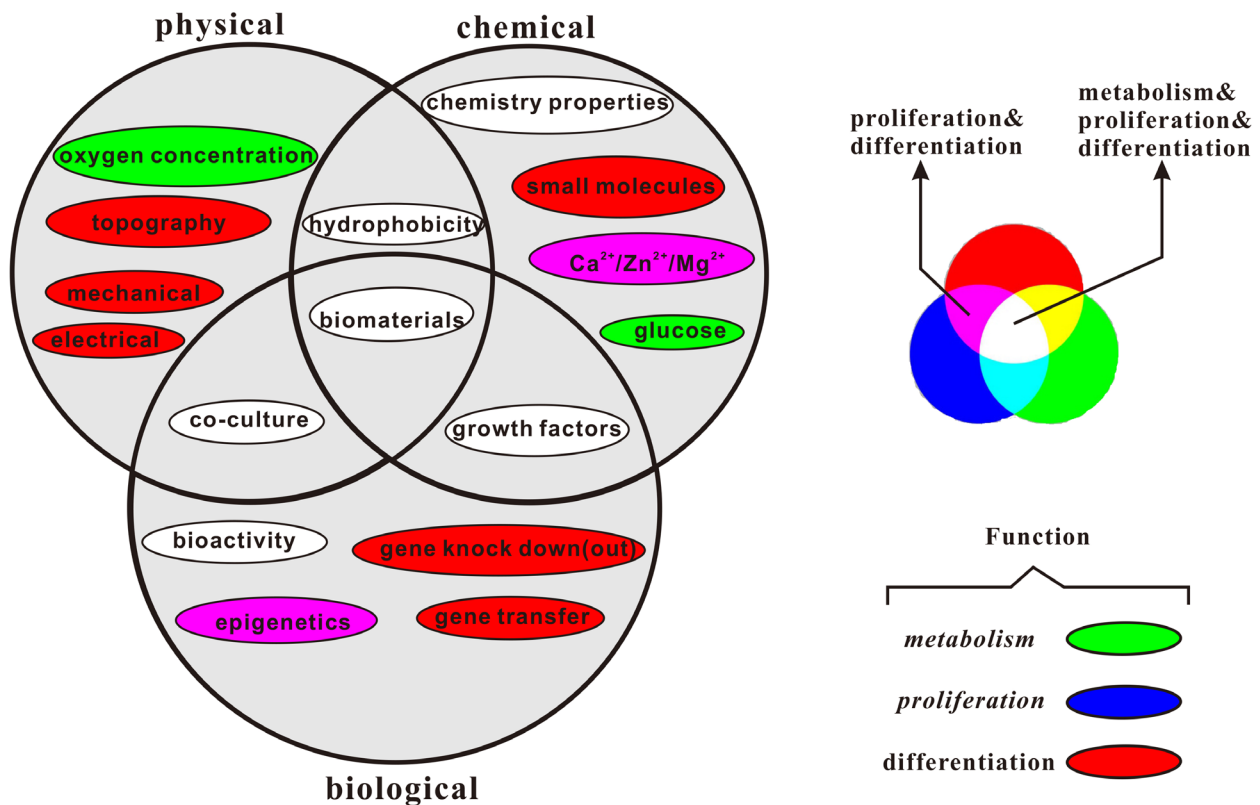 physical
chemical
chemistry properties
oxygen concentration
small molecules
topography
hydrophobicity
Ca²⁺/Zn²⁺/Mg²⁺
mechanical
biomaterials
electrical
glucose
co-culture
growth factors
bioactivity
gene knock down(out)
epigenetics
gene transfer
biological
proliferation&
differentiation
metabolism&
proliferation&
differentiation
Function
metabolism
proliferation
differentiation